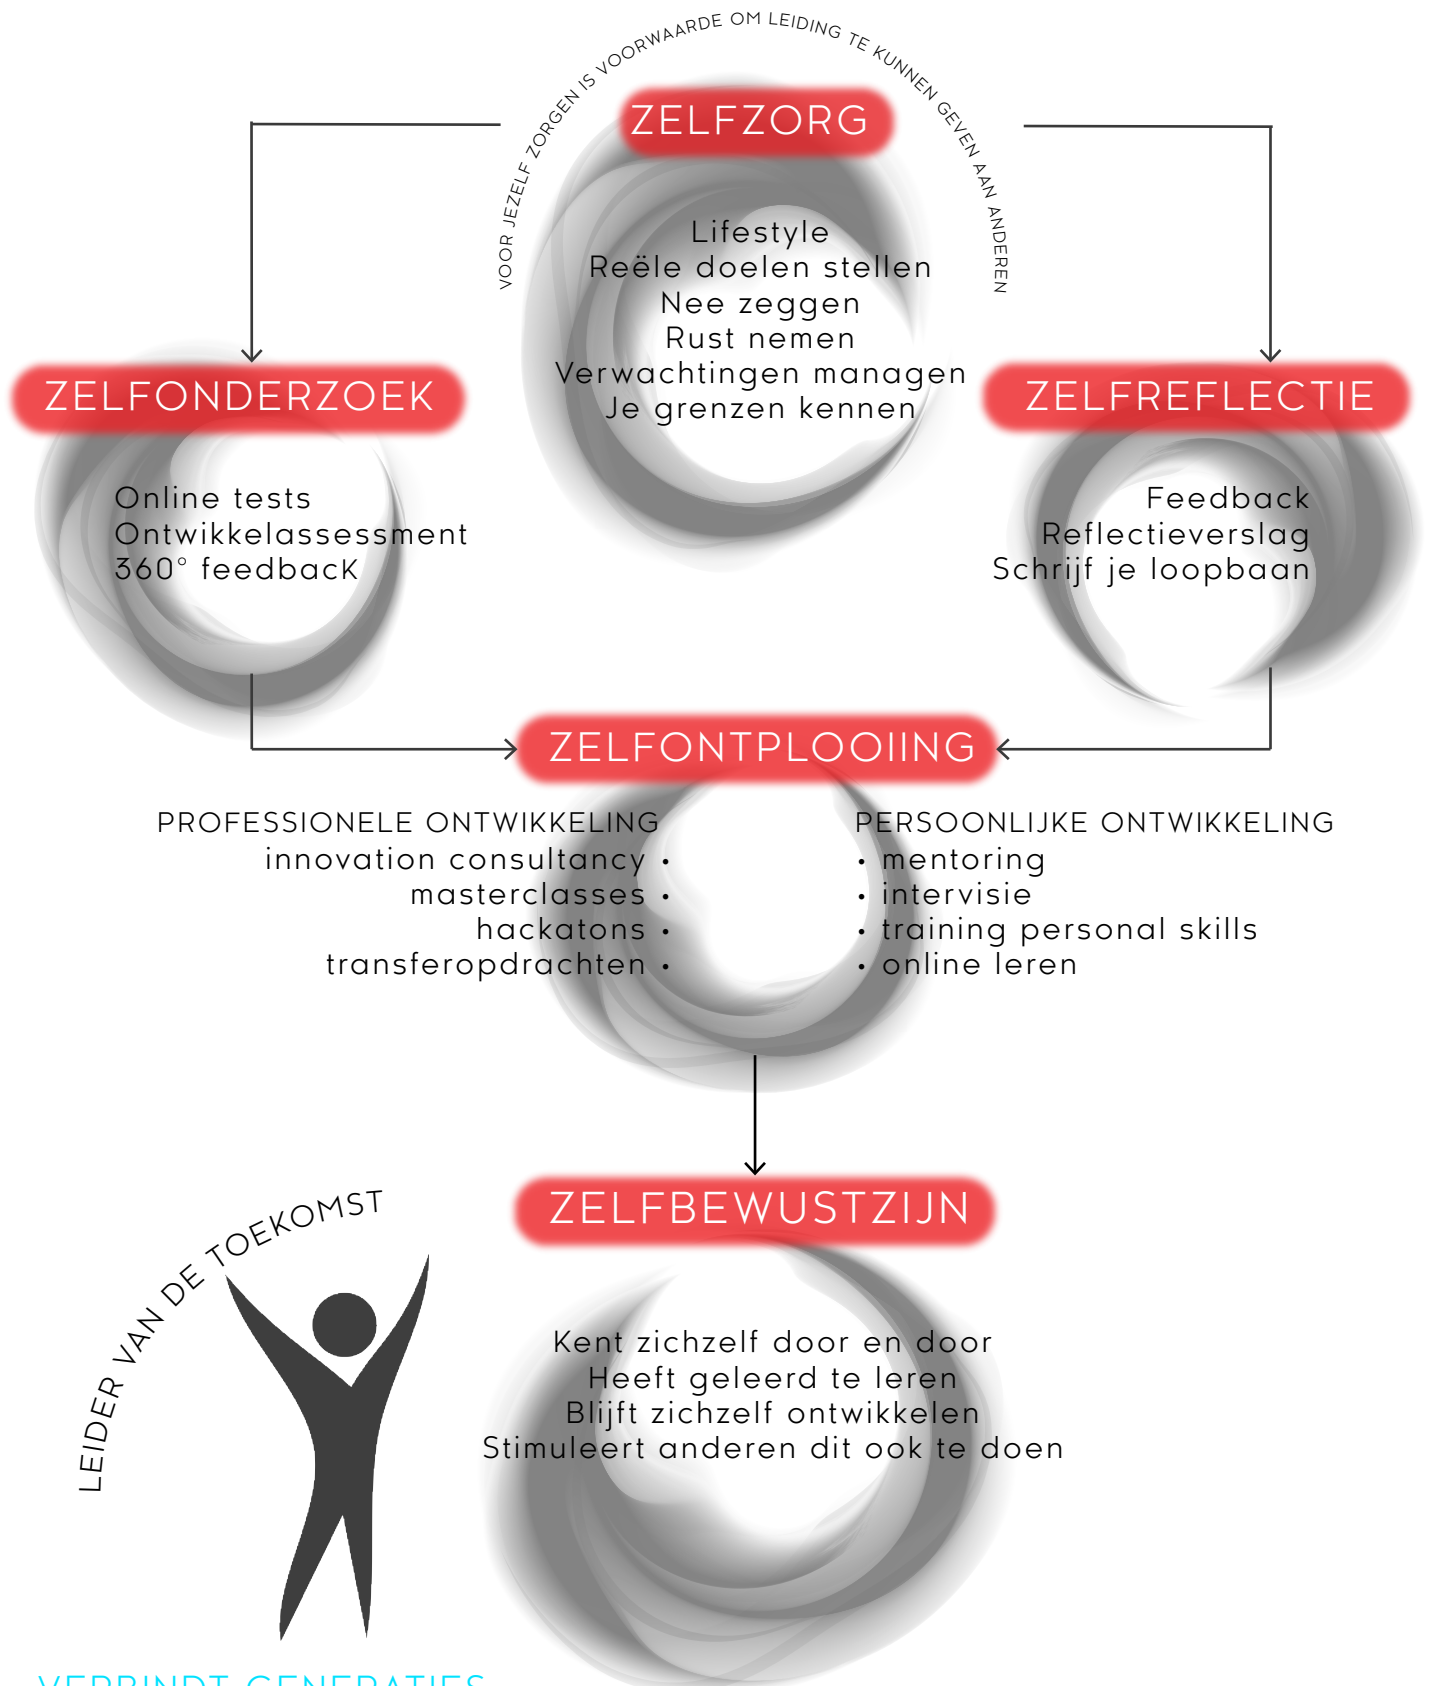 VOOR JEZELF ZORGEN IS VOORWAARDE OM LEIDING TE KUNNEN GEVEN AAN ANDEREN
ZELFZORG
Lifestyle
Reële doelen stellen
Nee zeggen
Rust nemen
Verwachtingen managen
Je grenzen kennen
ZELFONDERZOEK
Online tests
Ontwikkelassessment
360° feedbacK
ZELFREFLECTIE
Feedback
Reflectieverslag
Schrijf je loopbaan
ZELFONTPLOOIING
PROFESSIONELE ONTWIKKELING
innovation consultancy •
masterclasses •
hackatons •
transferopdrachten •
PERSOONLIJKE ONTWIKKELING
• mentoring
• intervisie
• training personal skills
• online leren
ZELFBEWUSTZIJN
Kent zichzelf door en door
Heeft geleerd te leren
Blijft zichzelf ontwikkelen
Stimuleert anderen dit ook te doen
LEIDER VAN DE TOEKOMST
VERBINDT GENERATIES